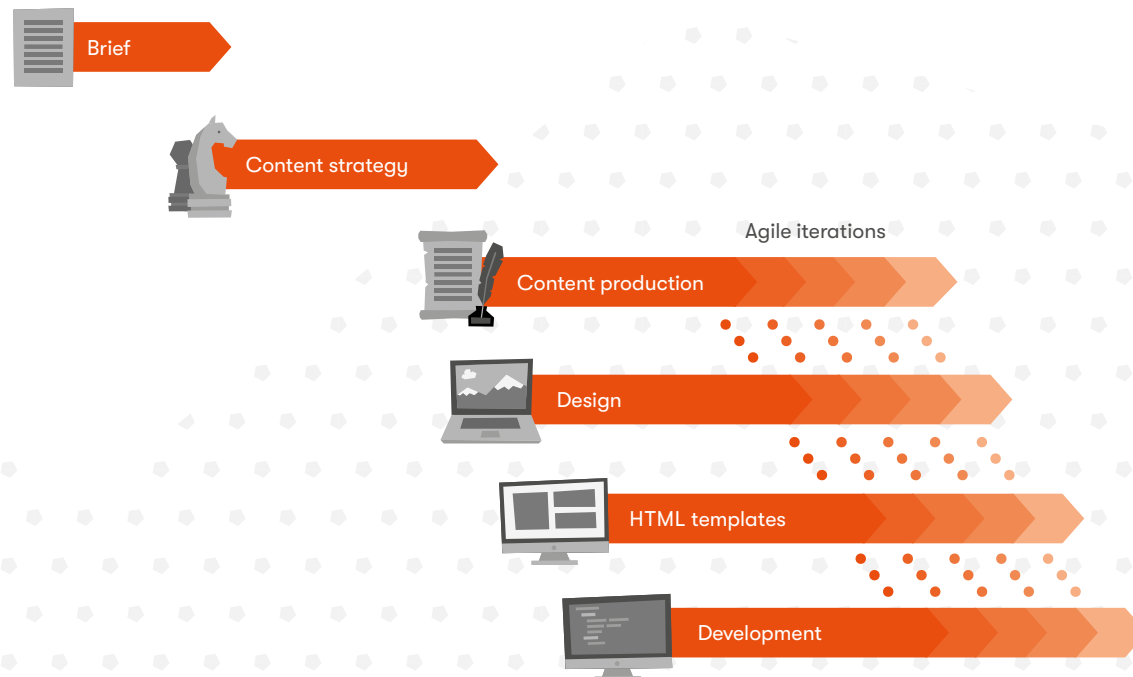 Brief
Content strategy
Agile iterations
Content production
Design
HTML templates
Development